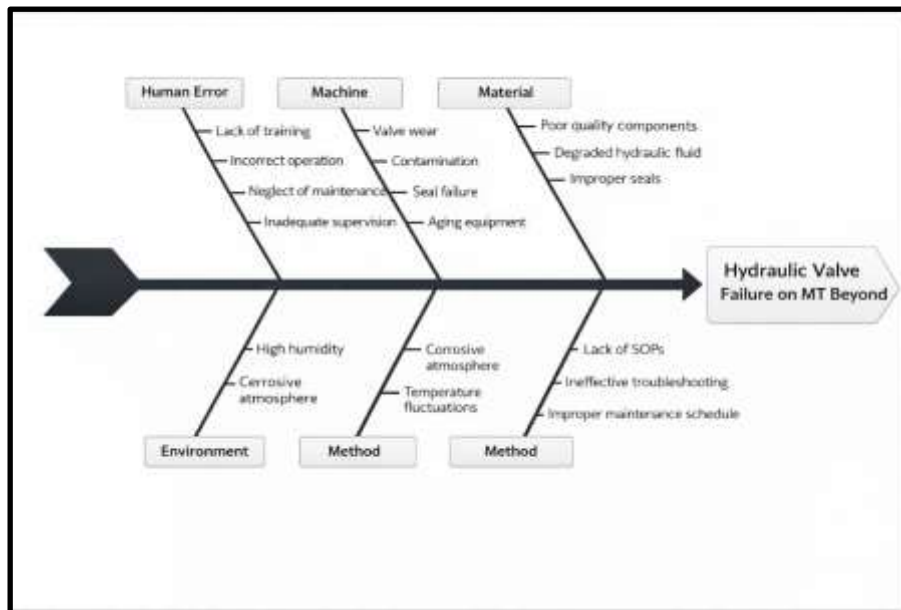 Human Error
Machine
Material
Lack of training
Incorrect operation
Neglect of maintenance
Inadequate supervision
Valve wear
Contamination
Seal failure
Aging equipment
Poor quality components
Degraded hydraulic fluid
Improper seals
Hydraulic Valve
Failure on MT Beyond
High humidity
Cerrosive
atmosphere
Corrosive
atmosphere
Temperature
fluctuations
Lack of SOPs
Ineffective troubleshooting
Improper maintenance schedule
Environment
Method
Method